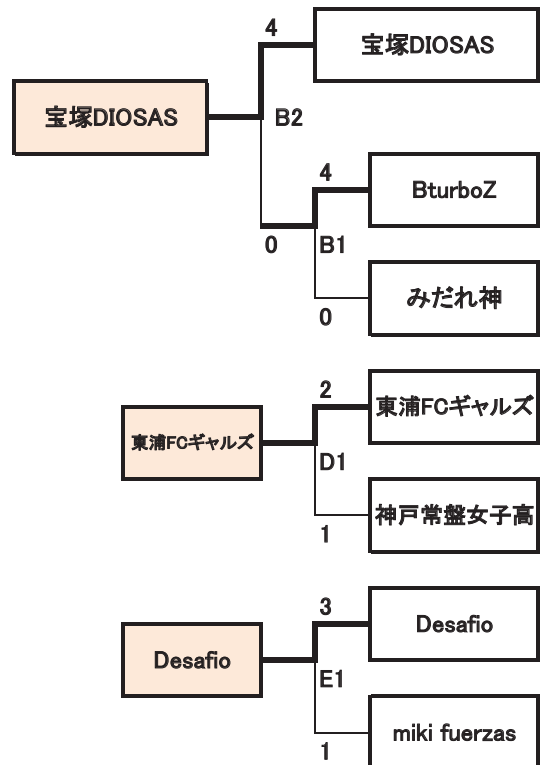 4
宝塚DIOSAS
宝塚DIOSAS
B2
4
BturboZ
0
B1
みだれ神
0
2
東浦FCギャルズ
東浦FCギャルズ
D1
神戸常盤女子高
1
3
Desafio
Desafio
E1
miki fuerzas
1